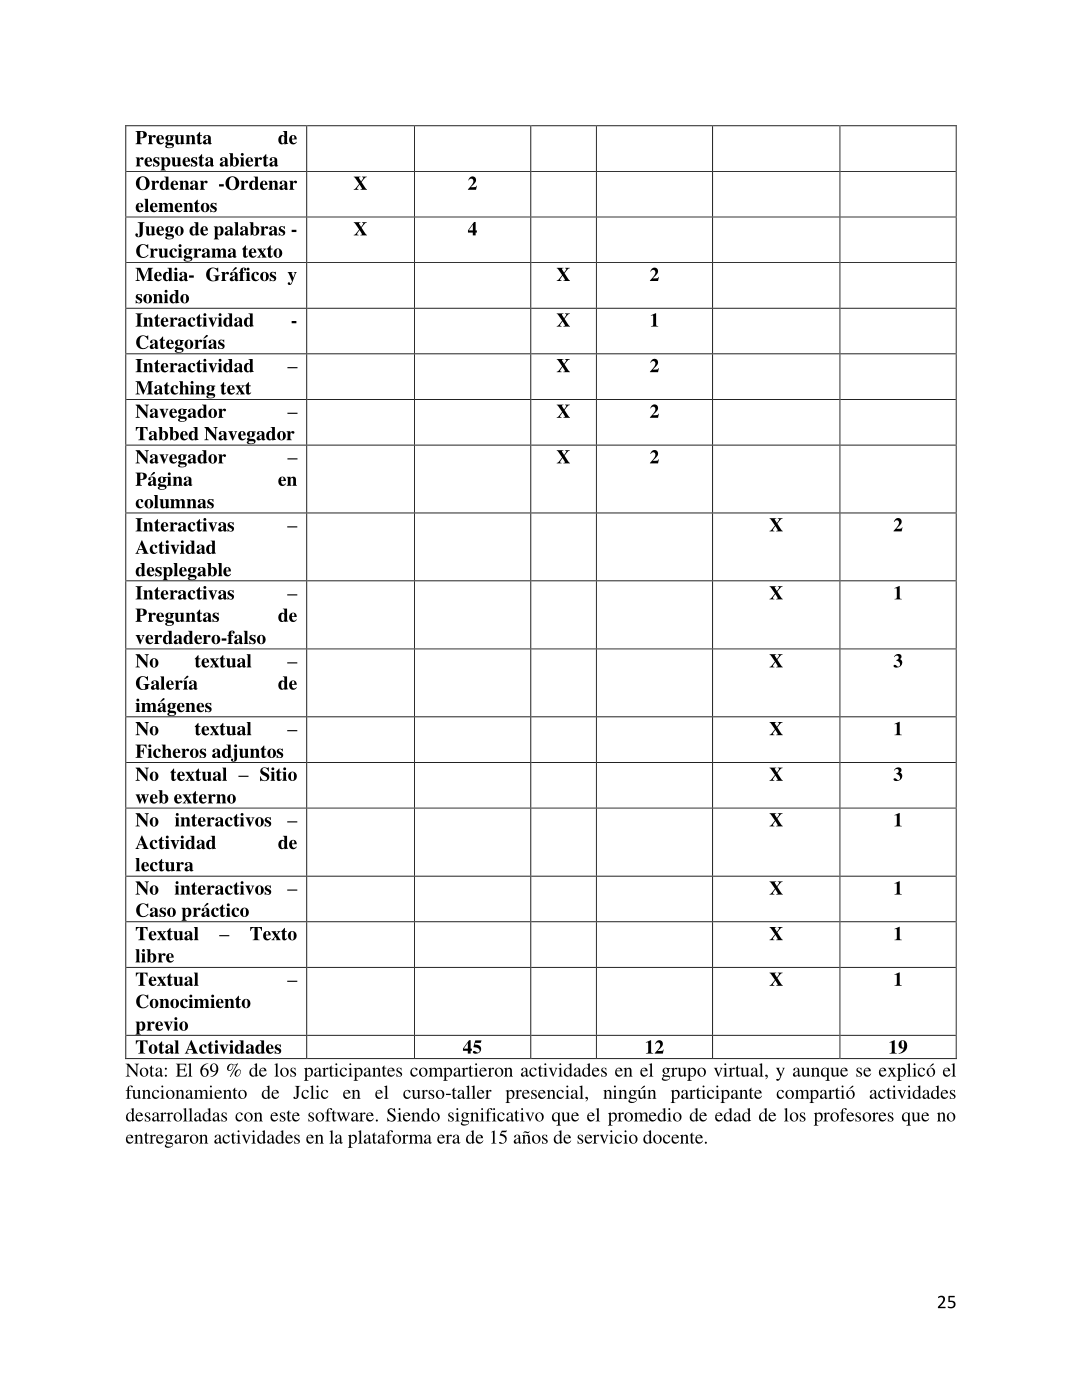 Pregunta de
respuesta abierta
Ordenar -Ordenar X 2
elementos
Juego de palabras - X 4
Crucigrama texto
Media- Gráficos y X 2
sonido
Interactividad - X 1
Categorías
Interactividad – X 2
Matching text
Navegador – X 2
Tabbed Navegador
Navegador – X 2
Página en
columnas
Interactivas – X 2
Actividad
desplegable
Interactivas – X 1
Preguntas de
verdadero-falso
No textual – X 3
Galería de
imágenes
No textual – X 1
Ficheros adjuntos
No textual – Sitio X 3
web externo
No interactivos – X 1
Actividad de
lectura
No interactivos – X 1
Caso práctico
Textual – Texto X 1
libre
Textual – X 1
Conocimiento
previo
Total Actividades 45 12 19
Nota: El 69 % de los participantes compartieron actividades en el grupo virtual, y aunque se explicó el
funcionamiento de Jclic en el curso-taller presencial, ningún participante compartió actividades
desarrolladas con este software. Siendo significativo que el promedio de edad de los profesores que no
entregaron actividades en la plataforma era de 15 años de servicio docente.
25